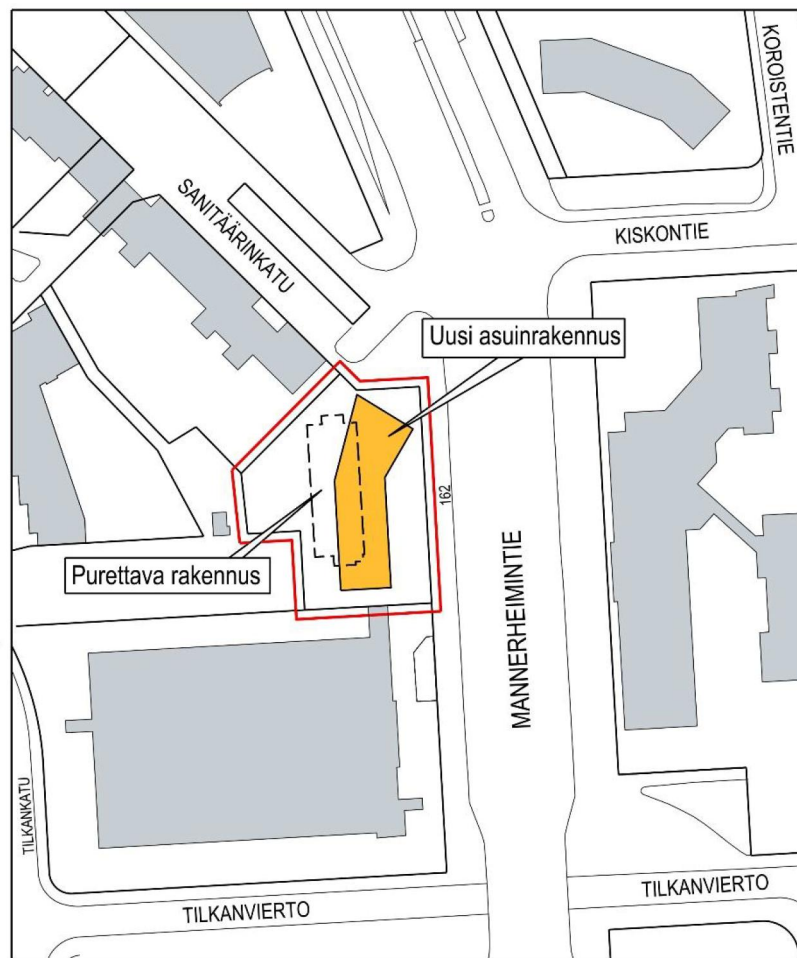 KOROISTENTIE
SANITÄÄRINKATU
KISKONTIE
Uusi asuinrakennus
162
Purettava rakennus
MANNERHEIMINTIE
TILKANKATU
TILKANVIERTO
TILKANVIERTO